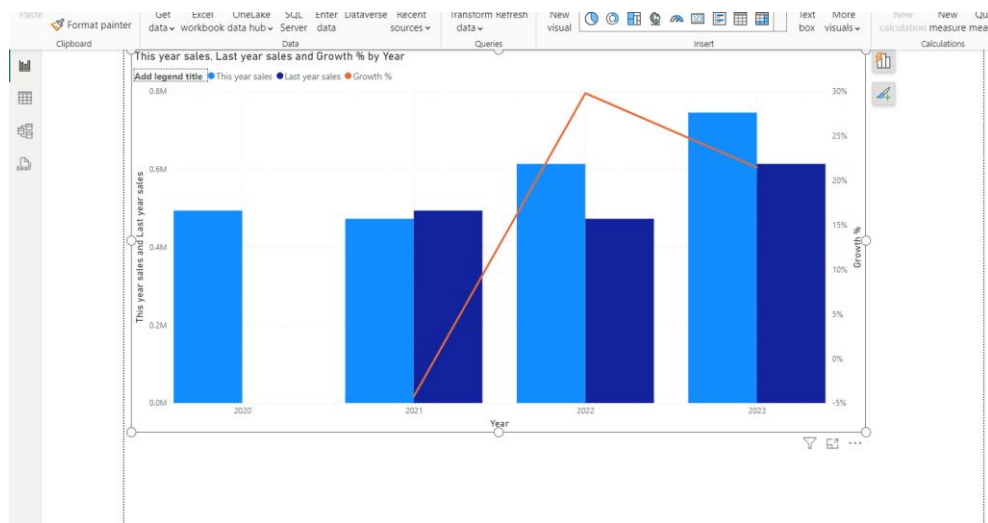 Paste
Format painter
Get data
Excel workbook
OneLake data hub
SQL Server
Enter data
Dataverse
Recent sources
Transform data
Refresh
New visual
Text box
More visuals
New calculation
New measure
Clipboard
Data
Queries
Insert
Calculations
This year sales, Last year sales and Growth % by Year
Add legend title This year sales Last year sales Growth %
This year sales and Last year sales
0.8M
0.6M
0.4M
0.2M
0.0M
2020 2021 2022 2023
Year
30%
25%
20%
15%
10%
5%
0%
-5%
Growth %